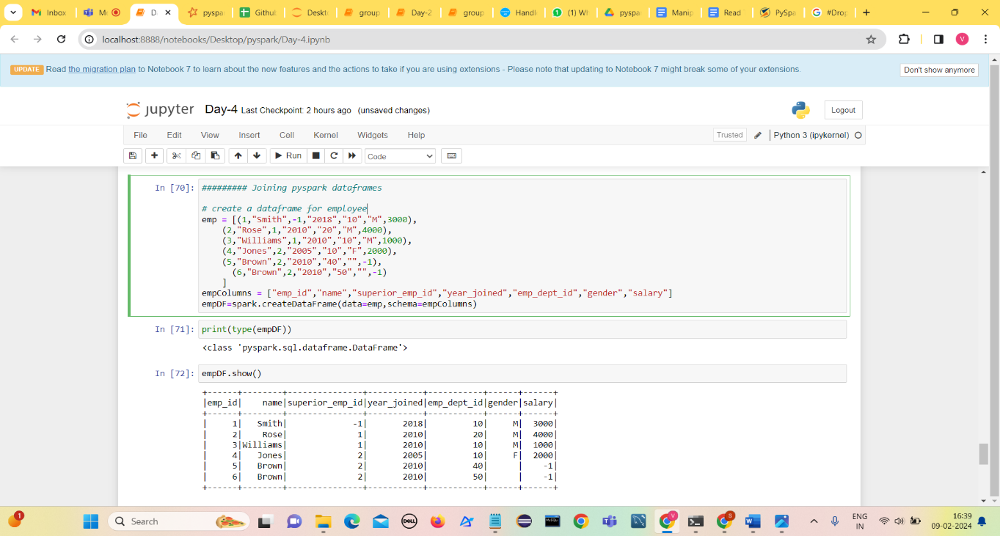 Inbox
M
D
pyspa
Github
Deskt
group
Day-2
group
Handl
(1) Wh
pyspa
Manip
Read
PySpa
#Drop
localhost:8888/notebooks/Desktop/pyspark/Day-4.ipynb
V
UPDATE Read the migration plan to Notebook 7 to learn about the new features and the actions to take if you are using extensions - Please note that updating to Notebook 7 might break some of your extensions.
Don't show anymore
jupyter Day-4 Last Checkpoint: 2 hours ago (unsaved changes)
Logout
File Edit View Insert Cell Kernel Widgets Help
Trusted
Python 3 (ipykernel)
Run
Code
In [70]: ######### Joining pyspark dataframes
# create a dataframe for employee
emp = [(1,"Smith",-1,"2018","10","M",3000),
(2,"Rose",1,"2010","20","M",4000),
(3,"Williams",1,"2010","10","M",1000),
(4,"Jones",2,"2005","10","F",2000),
(5,"Brown",2,"2010","40","",-1),
(6,"Brown",2,"2010","50","",-1)
]
empColumns = ["emp_id","name","superior_emp_id","year_joined","emp_dept_id","gender","salary"]
empDF=spark.createDataFrame(data=emp,schema=empColumns)
In [71]: print(type(empDF))
<class 'pyspark.sql.dataframe.DataFrame'>
In [72]: empDF.show()
+------+--------+---------------+-----------+-----------+------+------+
|emp_id|    name|superior_emp_id|year_joined|emp_dept_id|gender|salary|
+------+--------+---------------+-----------+-----------+------+------+
|     1|   Smith|             -1|       2018|         10|     M|  3000|
|     2|    Rose|              1|       2010|         20|     M|  4000|
|     3|Williams|              1|       2010|         10|     M|  1000|
|     4|   Jones|              2|       2005|         10|     F|  2000|
|     5|   Brown|              2|       2010|         40|      |    -1|
|     6|   Brown|              2|       2010|         50|      |    -1|
+------+--------+---------------+-----------+-----------+------+------+
1
Search
DELL
MySQL
V
S
ENG
IN
16:39
09-02-2024